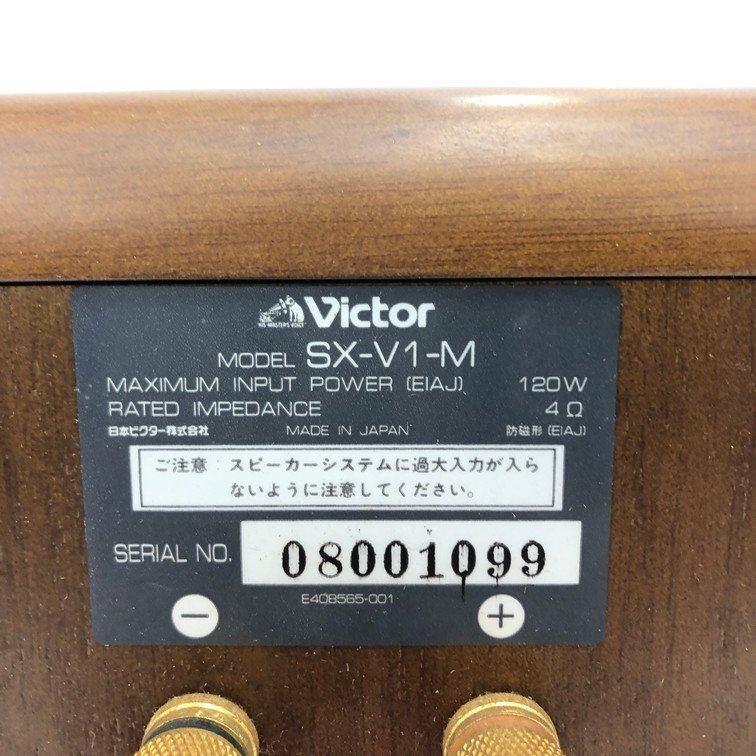 HIS MASTER'S VOICE
Victor
MODEL SX-V1-M
MAXIMUM INPUT POWER (EIAJ) 120W
RATED IMPEDANCE 4Ω
日本ビクター株式会社 MADE IN JAPAN 防磁形(EIAJ)
ご注意:スピーカーシステムに過大入力が入ら
ないように注意してください。
SERIAL NO. 08001099
E408565-001
− +